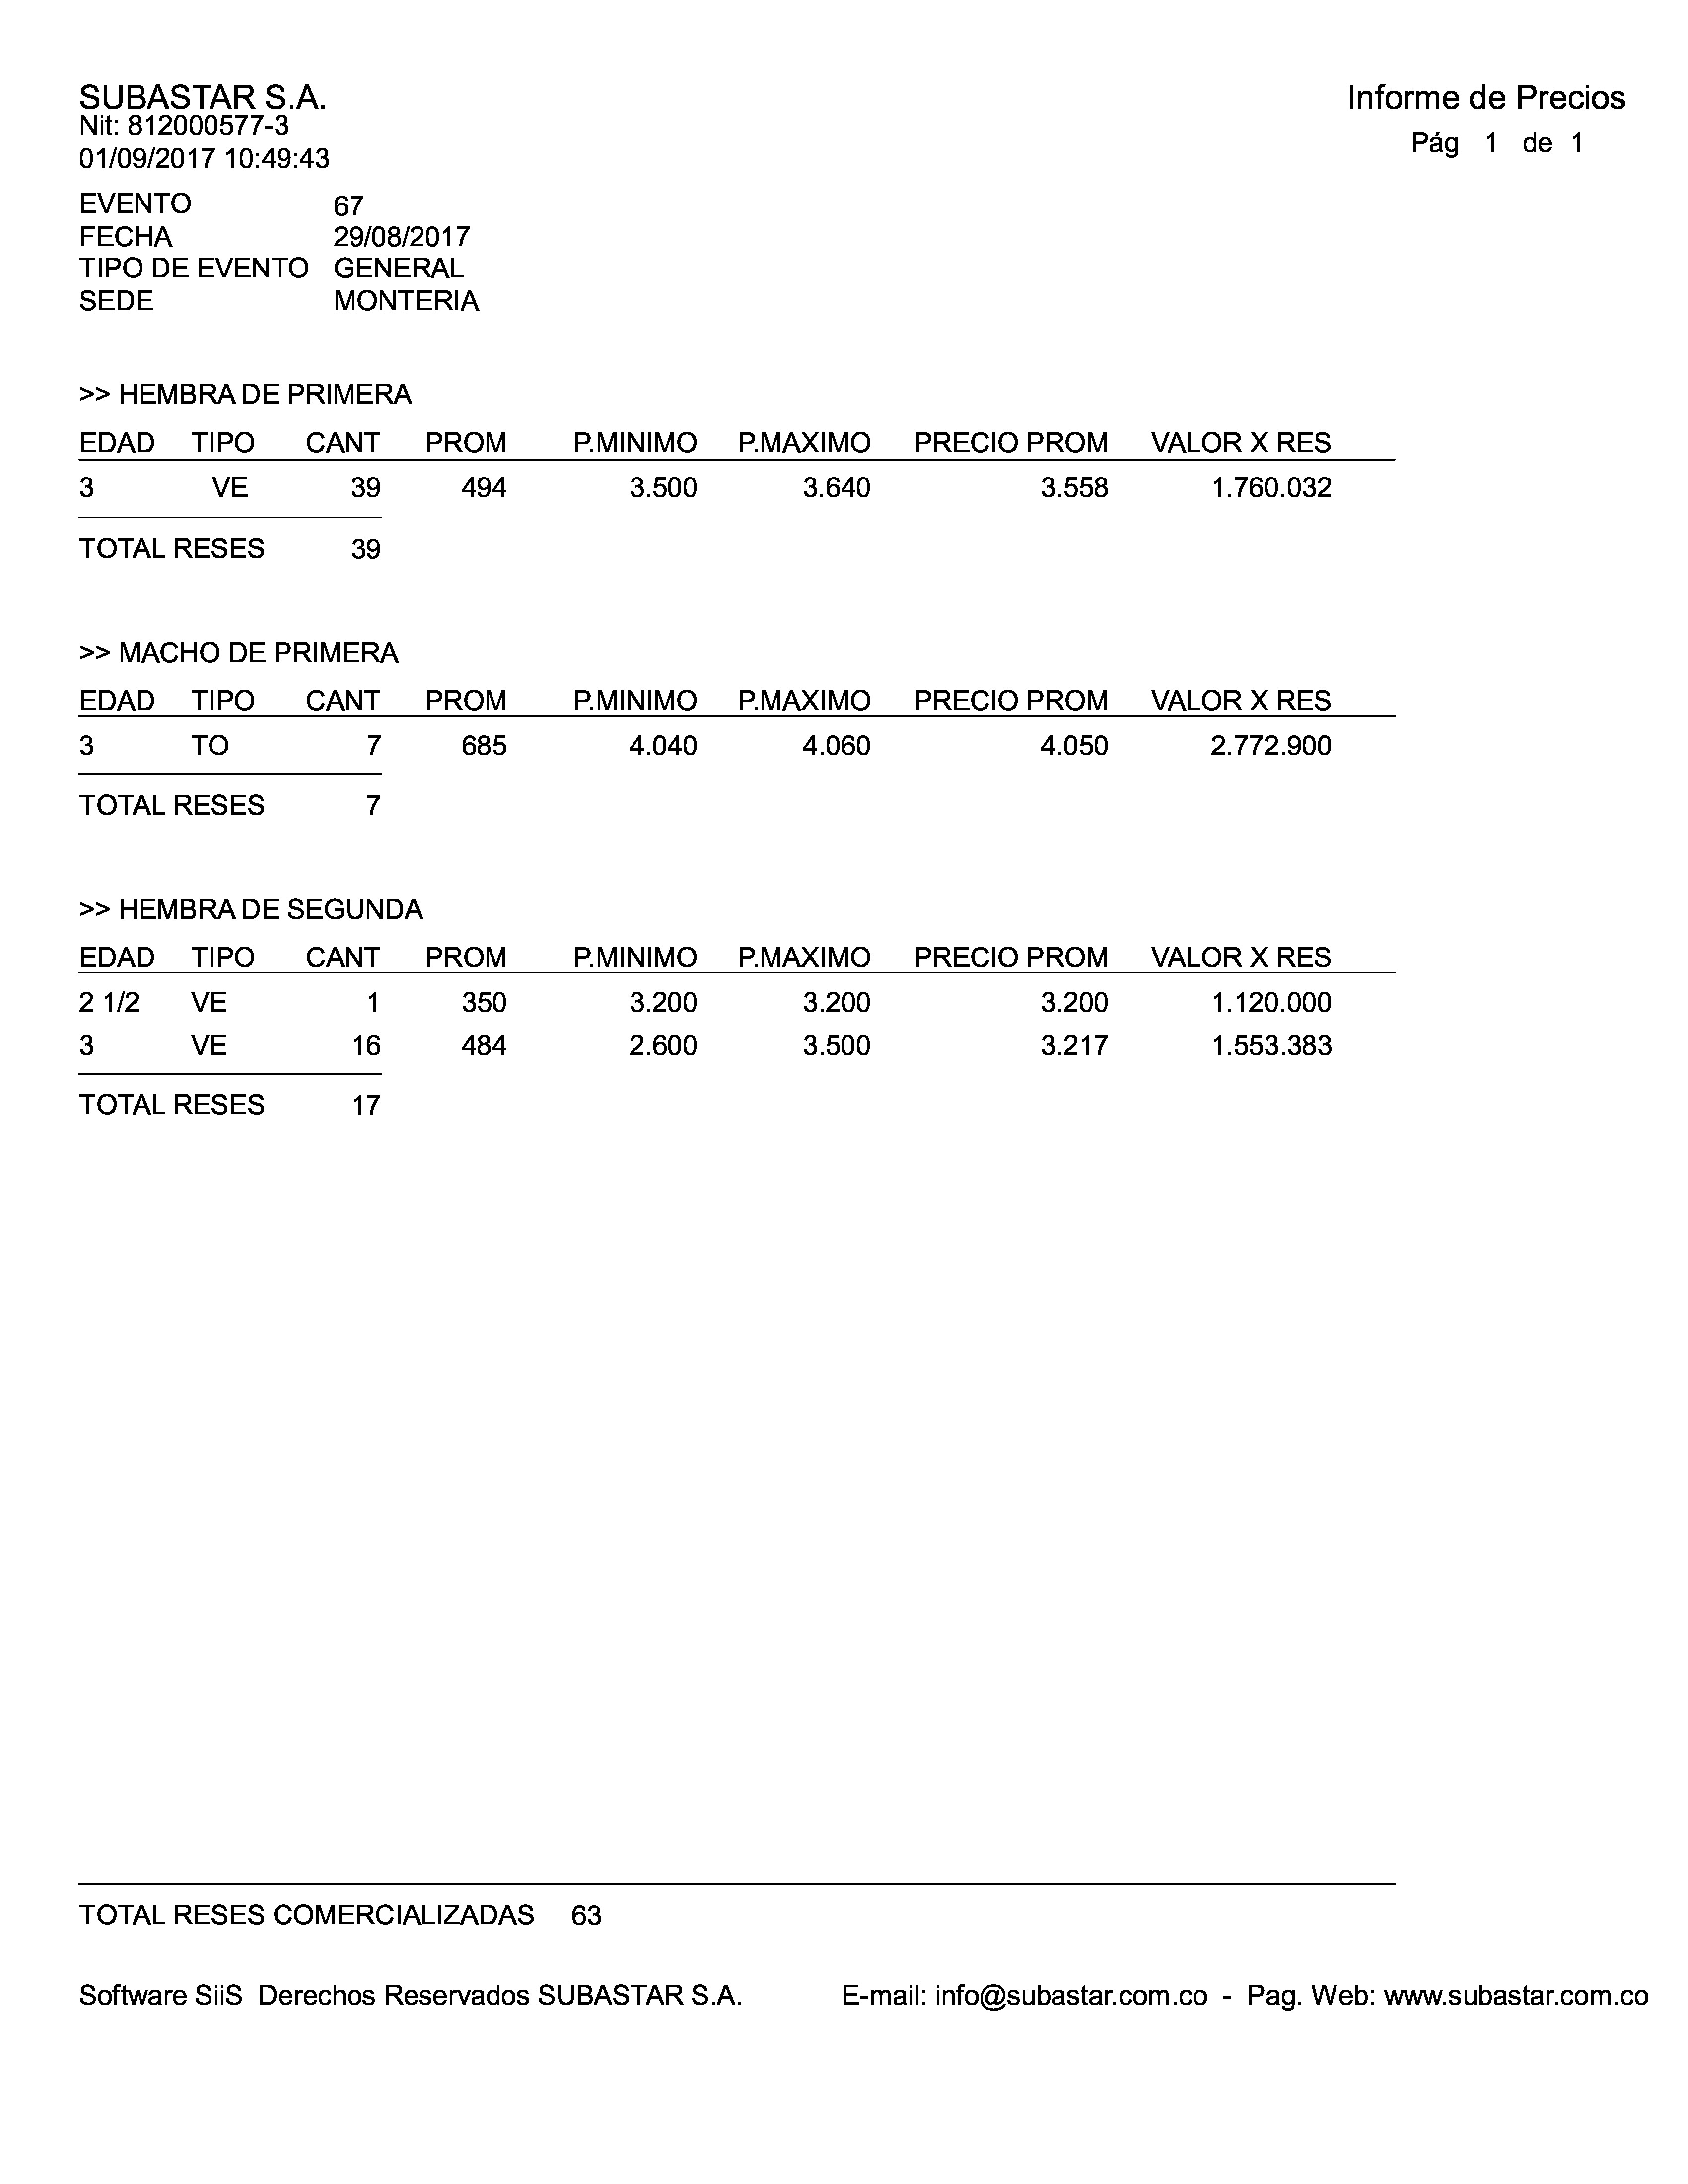 SUBASTAR S.A.
Informe de Precios
Nit: 812000577-3
Pág 1 de 1
01/09/2017 10:49:43
EVENTO 67
FECHA 29/08/2017
TIPO DE EVENTO GENERAL
SEDE MONTERIA
>> HEMBRA DE PRIMERA
EDAD TIPO CANT PROM P.MINIMO P.MAXIMO PRECIO PROM VALOR X RES
3 VE 39 494 3.500 3.640 3.558 1.760.032
TOTAL RESES 39
>> MACHO DE PRIMERA
EDAD TIPO CANT PROM P.MINIMO P.MAXIMO PRECIO PROM VALOR X RES
3 TO 7 685 4.040 4.060 4.050 2.772.900
TOTAL RESES 7
>> HEMBRA DE SEGUNDA
EDAD TIPO CANT PROM P.MINIMO P.MAXIMO PRECIO PROM VALOR X RES
2 1/2 VE 1 350 3.200 3.200 3.200 1.120.000
3 VE 16 484 2.600 3.500 3.217 1.553.383
TOTAL RESES 17
TOTAL RESES COMERCIALIZADAS 63
Software SiiS Derechos Reservados SUBASTAR S.A. E-mail: info@subastar.com.co - Pag. Web: www.subastar.com.co